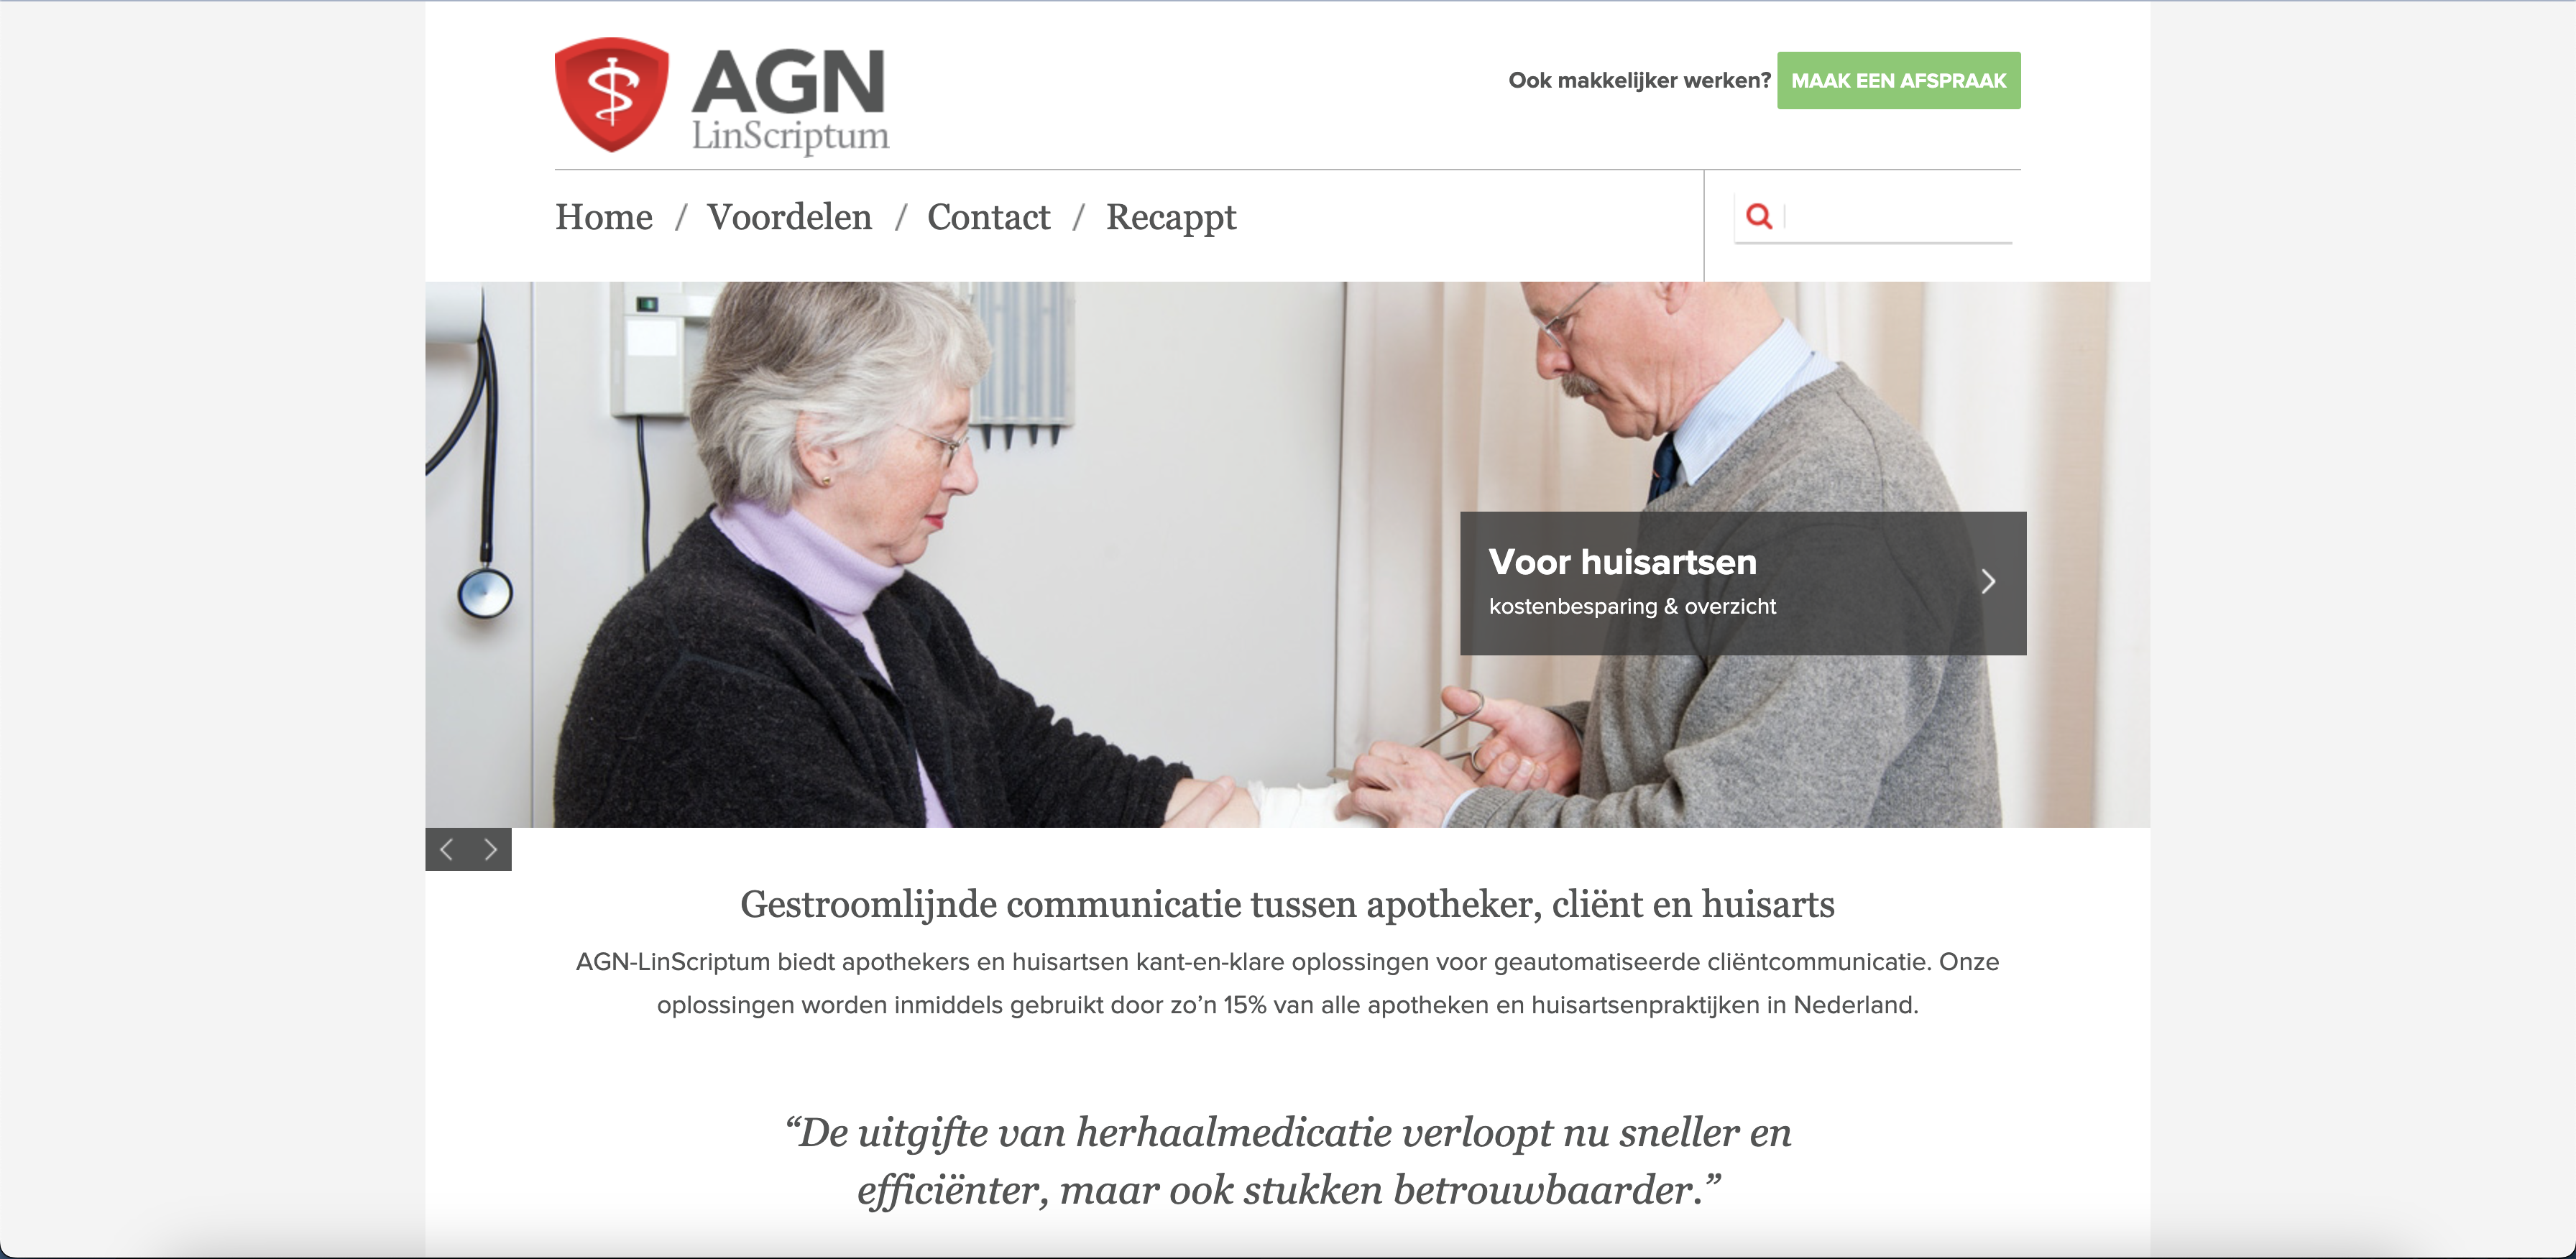 AGN
LinScriptum
Ook makkelijker werken? MAAK EEN AFSPRAAK
Home / Voordelen / Contact / Recappt
Voor huisartsen
kostenbesparing & overzicht
Gestroomlijnde communicatie tussen apotheker, cliënt en huisarts
AGN-LinScriptum biedt apothekers en huisartsen kant-en-klare oplossingen voor geautomatiseerde cliëntcommunicatie. Onze
oplossingen worden inmiddels gebruikt door zo’n 15% van alle apotheken en huisartsenpraktijken in Nederland.
“De uitgifte van herhaalmedicatie verloopt nu sneller en
efficiënter, maar ook stukken betrouwbaarder.”